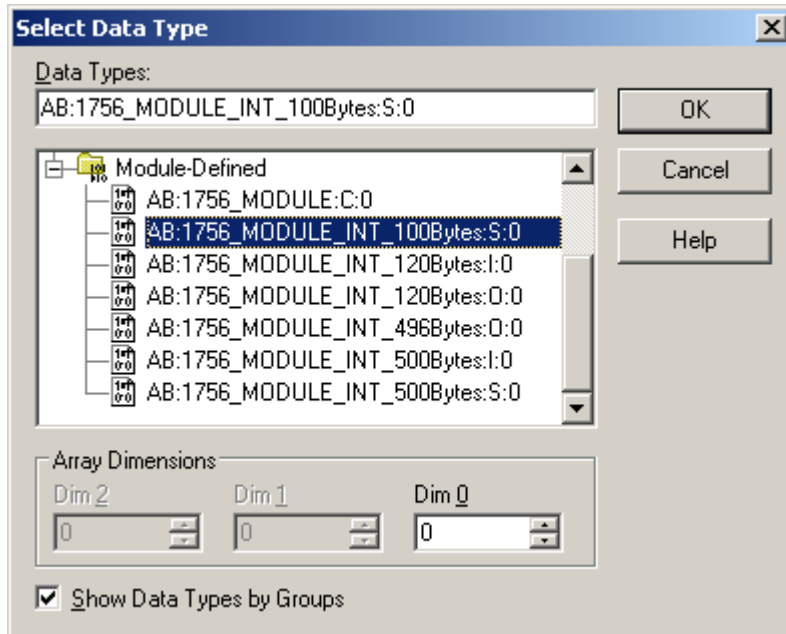 Select Data Type
Data Types:
AB:1756_MODULE_INT_100Bytes:S:0
OK
Module-Defined
Cancel
AB:1756_MODULE:C:0
AB:1756_MODULE_INT_100Bytes:S:0
Help
AB:1756_MODULE_INT_120Bytes:I:0
AB:1756_MODULE_INT_120Bytes:O:0
AB:1756_MODULE_INT_496Bytes:O:0
AB:1756_MODULE_INT_500Bytes:I:0
AB:1756_MODULE_INT_500Bytes:S:0
Array Dimensions
Dim 2 Dim 1 Dim 0
0 0 0
Show Data Types by Groups